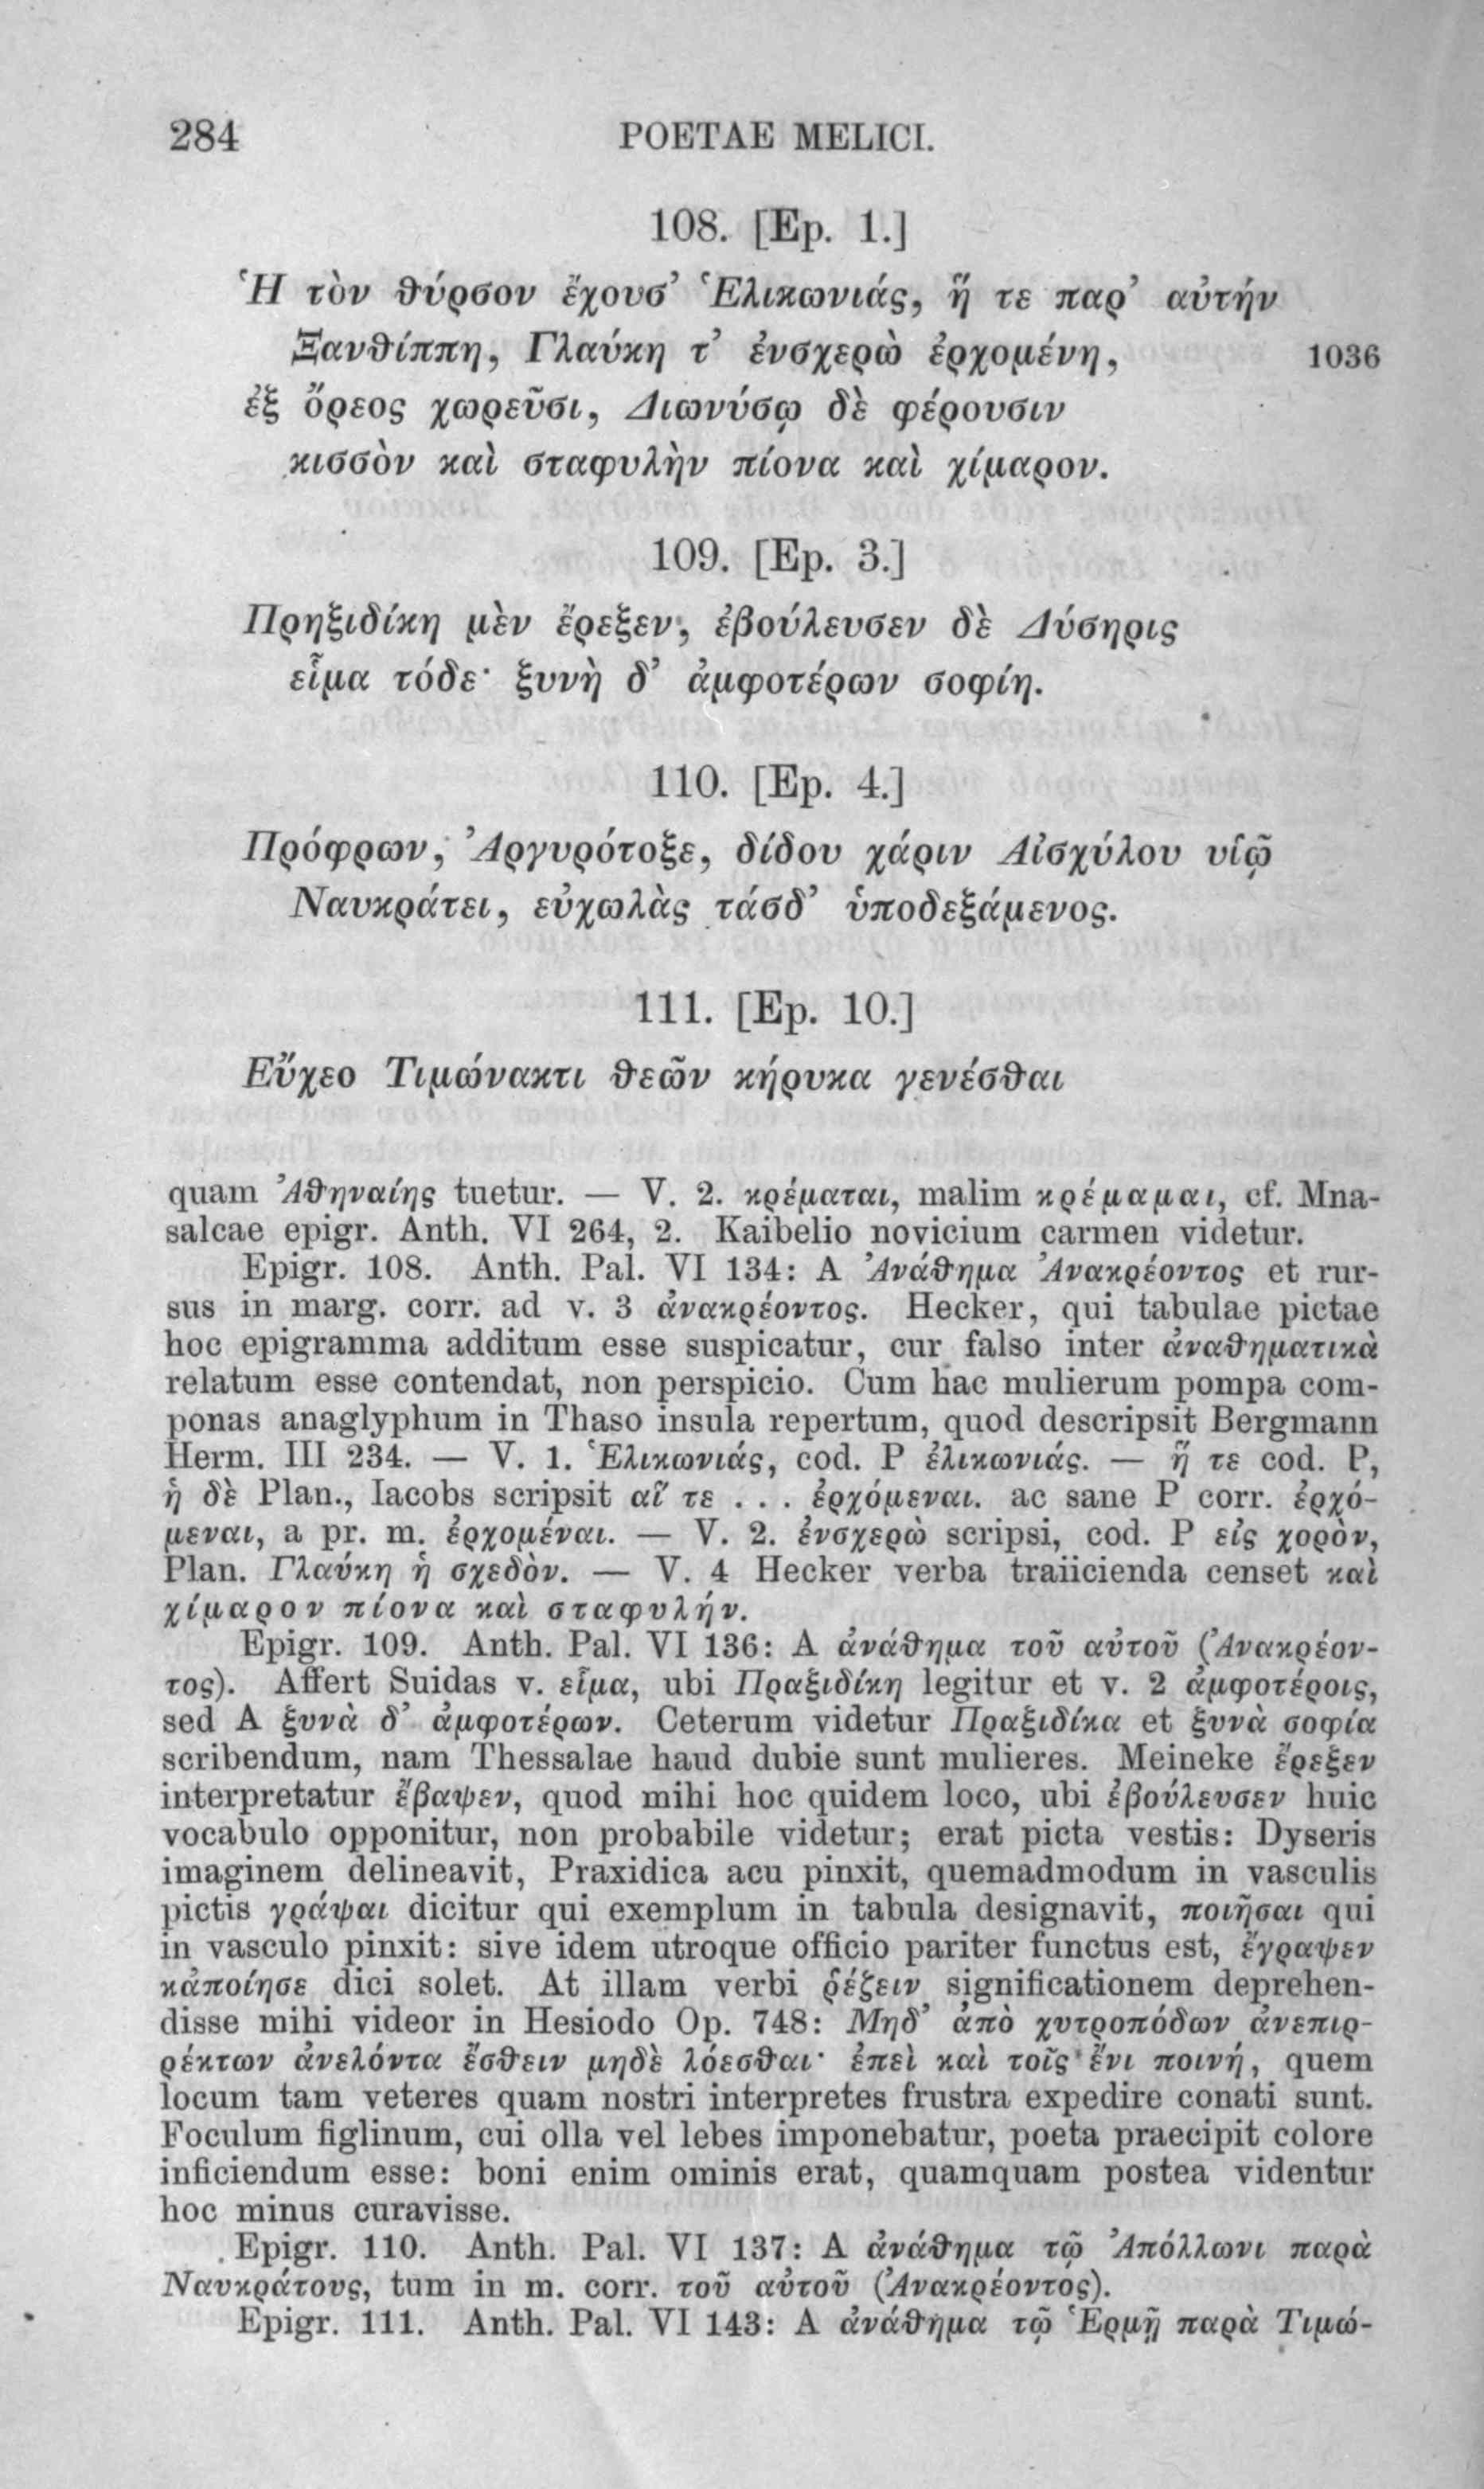 284 POETAE MELICI.
108. [Ep. 1.]
Ἡ τὸν θύρσον ἔχουσ’ Ἑλικωνιάς, ἥ τε παρ’ αὐτήν
Ξανθίππη, Γλαύκη τ’ ἐνσχερὼ ἐρχομένη, 1036
ἐξ ὄρεος χωρεῦσι, Διωνύσῳ δὲ φέρουσιν
κισσὸν καὶ σταφυλὴν πίονα καὶ χίμαρον.
109. [Ep. 3.]
Πρηξιδίκη μὲν ἔρεξεν, ἐβούλευσεν δὲ Δύσηρις
εἷμα τόδε· ξυνὴ δ’ ἀμφοτέρων σοφίη.
110. [Ep. 4.]
Πρόφρων, Ἀργυρότοξε, δίδου χάριν Αἰσχύλου υἱῷ
Ναυκράτει, εὐχωλὰς τάσδ’ ὑποδεξάμενος.
111. [Ep. 10.]
Εὔχεο Τιμώνακτι θεῶν κήρυκα γενέσθαι
quam Ἀθηναίης tuetur. — V. 2. κρέμαται, malim κρέμαμαι, cf. Mna-
salcae epigr. Anth. VI 264, 2. Kaibelio novicium carmen videtur.
Epigr. 108. Anth. Pal. VI 134: A Ἀνάθημα Ἀνακρέοντος et rur-
sus in marg. corr. ad v. 3 ἀνακρέοντος. Hecker, qui tabulae pictae
hoc epigramma additum esse suspicatur, cur falso inter ἀναθηματικὰ
relatum esse contendat, non perspicio. Cum hac mulierum pompa com-
ponas anaglyphum in Thaso insula repertum, quod descripsit Bergmann
Herm. III 234. — V. 1. Ἑλικωνιάς, cod. P ἑλικωνιάς. — ἥ τε cod. P,
ἡ δὲ Plan., Iacobs scripsit αἵ τε . . . ἐρχόμεναι. ac sane P corr. ἐρχό-
μεναι, a pr. m. ἐρχομέναι. — V. 2. ἐνσχερὼ scripsi, cod. P εἰς χορὸν,
Plan. Γλαύκη ἡ σχεδὸν. — V. 4 Hecker verba traiicienda censet καὶ
χίμαρον πίονα καὶ σταφυλήν.
Epigr. 109. Anth. Pal. VI 136: A ἀνάθημα τοῦ αὐτοῦ (Ἀνακρέον-
τος). Affert Suidas v. εἷμα, ubi Πραξιδίκη legitur et v. 2 ἀμφοτέροις,
sed A ξυνὰ δ’ ἀμφοτέρων. Ceterum videtur Πραξιδίκα et ξυνὰ σοφία
scribendum, nam Thessalae haud dubie sunt mulieres. Meineke ἔρεξεν
interpretatur ἔβαψεν, quod mihi hoc quidem loco, ubi ἐβούλευσεν huic
vocabulo opponitur, non probabile videtur; erat picta vestis: Dyseris
imaginem delineavit, Praxidica acu pinxit, quemadmodum in vasculis
pictis γράψαι dicitur qui exemplum in tabula designavit, ποιῆσαι qui
in vasculo pinxit: sive idem utroque officio pariter functus est, ἔγραψεν
κἀποίησε dici solet. At illam verbi ῥέζειν significationem deprehen-
disse mihi videor in Hesiodo Op. 748: Μηδ’ ἀπὸ χυτροπόδων ἀνεπιρ-
ρέκτων ἀνελόντα ἔσθειν μηδὲ λόεσθαι· ἐπεὶ καὶ τοῖς ἔνι ποινή, quem
locum tam veteres quam nostri interpretes frustra expedire conati sunt.
Foculum figlinum, cui olla vel lebes imponebatur, poeta praecipit colore
inficiendum esse: boni enim ominis erat, quamquam postea videntur
hoc minus curavisse.
Epigr. 110. Anth. Pal. VI 137: A ἀνάθημα τῷ Ἀπόλλωνι παρὰ
Ναυκράτους, tum in m. corr. τοῦ αὐτοῦ (Ἀνακρέοντος).
Epigr. 111. Anth. Pal. VI 143: A ἀνάθημα τῷ Ἑρμῇ παρὰ Τιμώ-